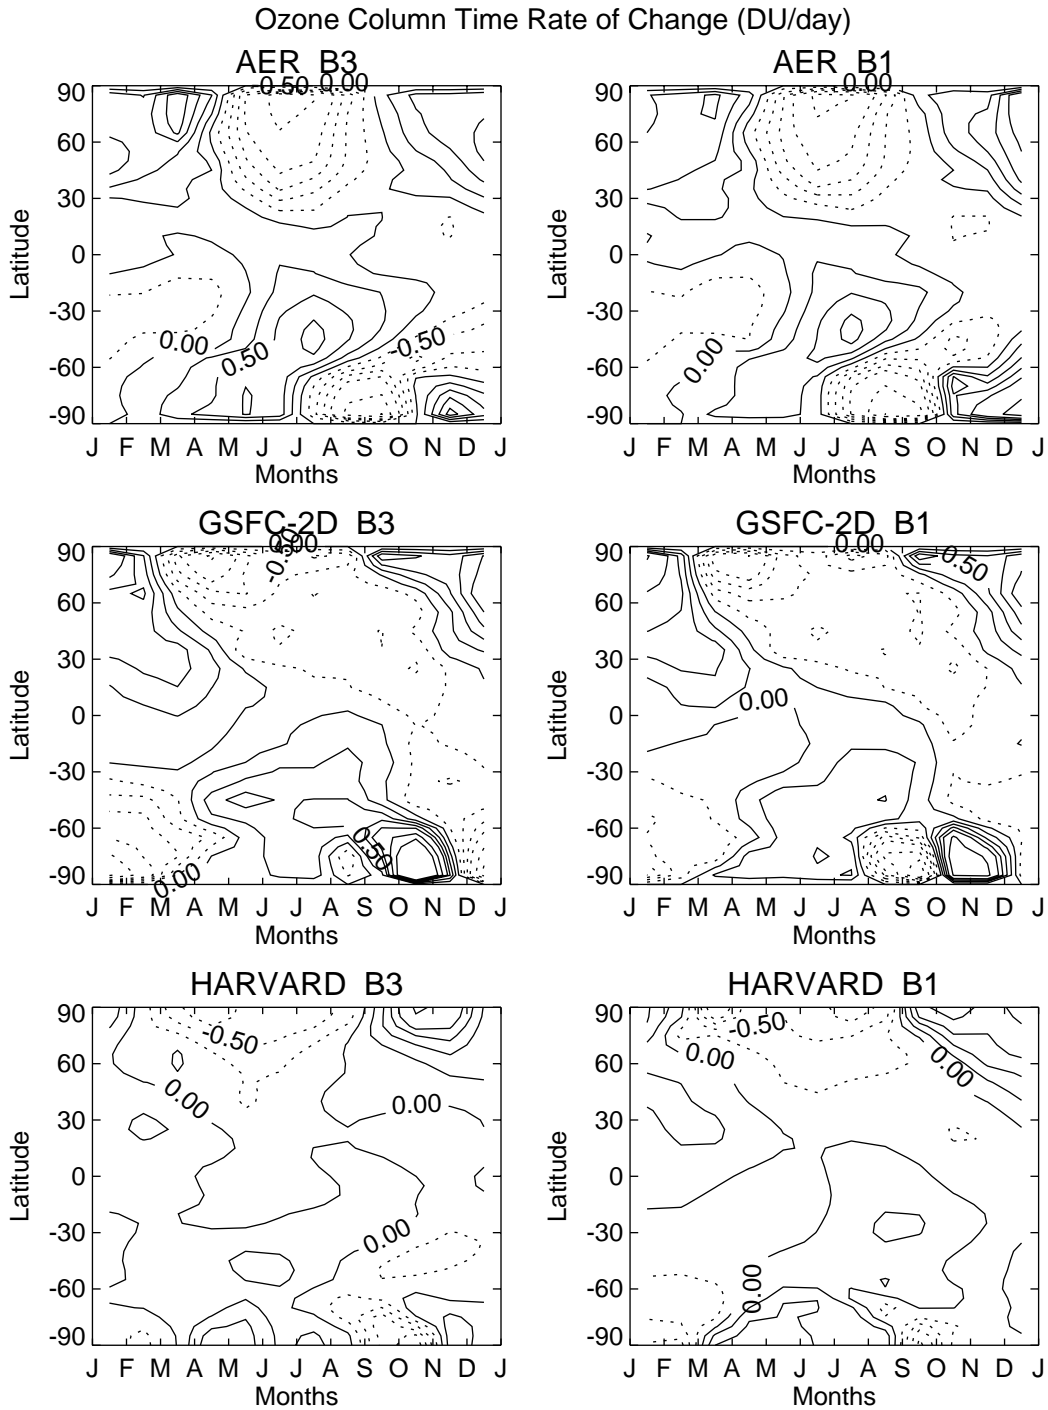 Ozone Column Time Rate of Change (DU/day)
AER B3
-0.50 0.00
90
60
30
0
-30
-60
-90
Latitude
0.00
0.50
-0.50
J F M A M J J A S O N D J
Months
AER B1
0.00
90
60
30
0
-30
-60
-90
Latitude
0.00
J F M A M J J A S O N D J
Months
GSFC-2D B3
0.00
-0.50
90
60
30
0
-30
-60
-90
Latitude
0.50
0.00
J F M A M J J A S O N D J
Months
GSFC-2D B1
0.00
0.50
90
60
30
0
-30
-60
-90
Latitude
0.00
J F M A M J J A S O N D J
Months
HARVARD B3
90
60
30
0
-30
-60
-90
Latitude
-0.50
0.00
0.00
0.00
J F M A M J J A S O N D J
Months
HARVARD B1
90
60
30
0
-30
-60
-90
Latitude
-0.50
0.00
0.00
0.00
J F M A M J J A S O N D J
Months